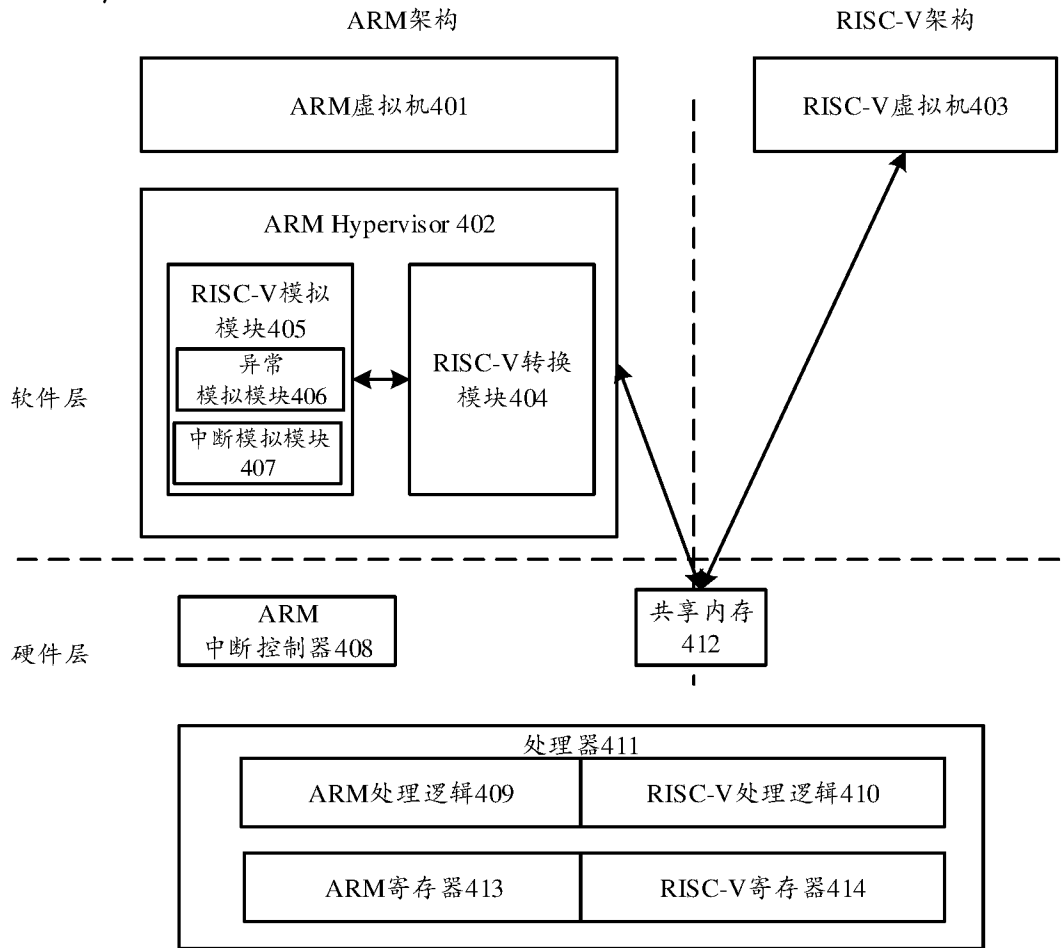 ARM架构
RISC-V架构
ARM虚拟机401
RISC-V虚拟机403
ARM Hypervisor 402
RISC-V模拟
模块405
异常
模拟模块406
中断模拟模块
407
RISC-V转换
模块404
软件层
硬件层
ARM
中断控制器408
共享内存
412
处理器411
ARM处理逻辑409
RISC-V处理逻辑410
ARM寄存器413
RISC-V寄存器414